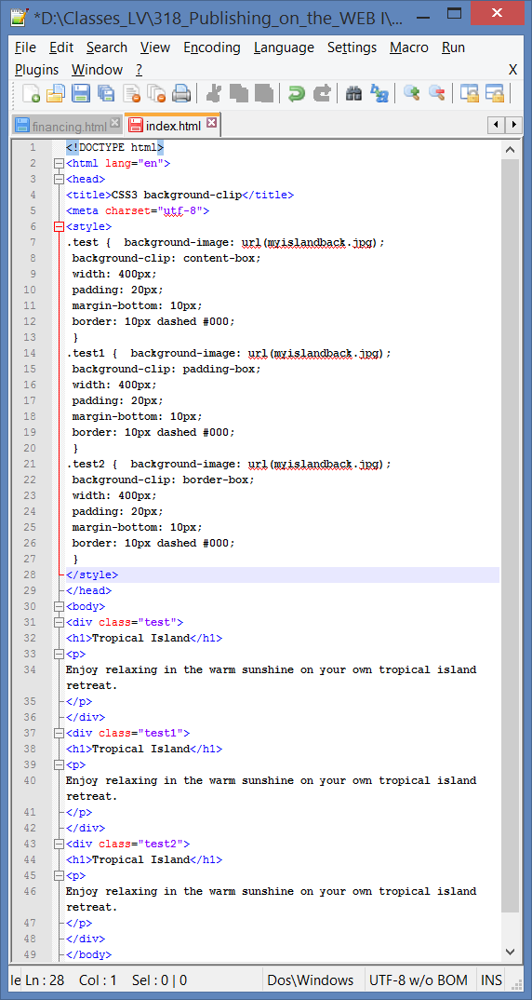 *D:\Classes_LV\318_Publishing_on_the_WEB I\...
File Edit Search View Encoding Language Settings Macro Run
Plugins Window ? X
financing.html index.html
1 <!DOCTYPE html>
2 <html lang="en">
3 <head>
4 <title>CSS3 background-clip</title>
5 <meta charset="utf-8">
6 <style>
7 .test {  background-image: url(myislandback.jpg);
8 background-clip: content-box;
9 width: 400px;
10 padding: 20px;
11 margin-bottom: 10px;
12 border: 10px dashed #000;
13 }
14 .test1 {  background-image: url(myislandback.jpg);
15 background-clip: padding-box;
16 width: 400px;
17 padding: 20px;
18 margin-bottom: 10px;
19 border: 10px dashed #000;
20 }
21 .test2 {  background-image: url(myislandback.jpg);
22 background-clip: border-box;
23 width: 400px;
24 padding: 20px;
25 margin-bottom: 10px;
26 border: 10px dashed #000;
27 }
28 </style>
29 </head>
30 <body>
31 <div class="test">
32 <h1>Tropical Island</h1>
33 <p>
34 Enjoy relaxing in the warm sunshine on your own tropical island
retreat.
35 </p>
36 </div>
37 <div class="test1">
38 <h1>Tropical Island</h1>
39 <p>
40 Enjoy relaxing in the warm sunshine on your own tropical island
retreat.
41 </p>
42 </div>
43 <div class="test2">
44 <h1>Tropical Island</h1>
45 <p>
46 Enjoy relaxing in the warm sunshine on your own tropical island
retreat.
47 </p>
48 </div>
49 </body>
le Ln : 28 Col : 1 Sel : 0 | 0 Dos\Windows UTF-8 w/o BOM INS